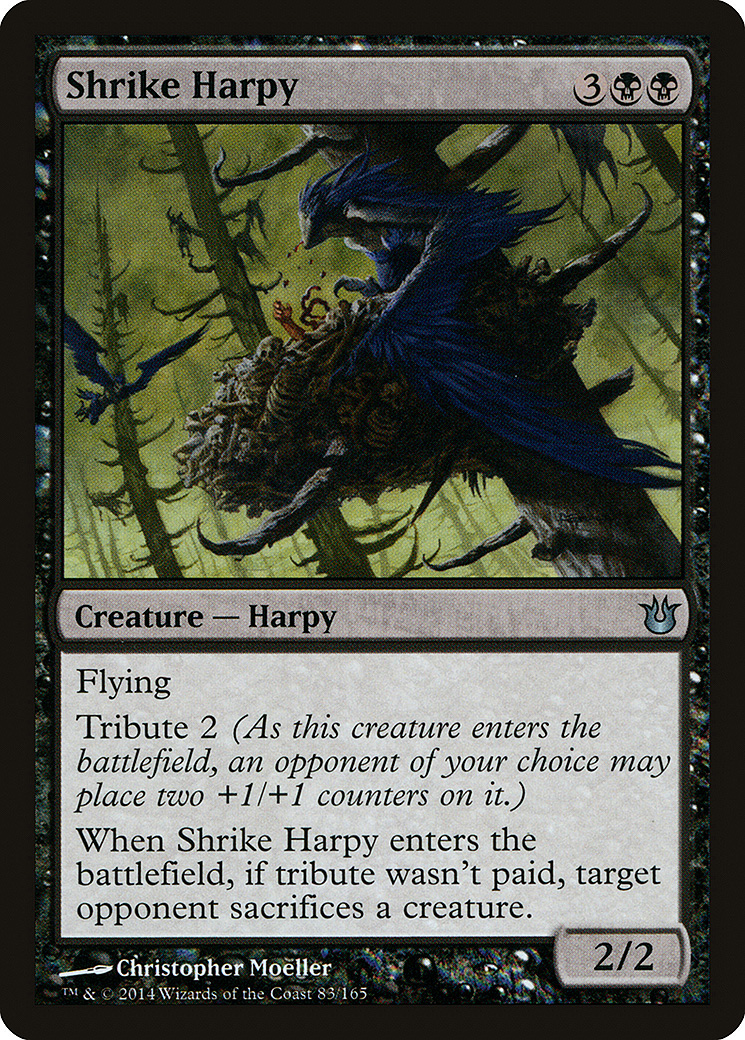 Shrike Harpy 3
Creature — Harpy
Flying
Tribute 2 (As this creature enters the
battlefield, an opponent of your choice may
place two +1/+1 counters on it.)
When Shrike Harpy enters the
battlefield, if tribute wasn't paid, target
opponent sacrifices a creature.
2/2
Christopher Moeller
™ & © 2014 Wizards of the Coast 83/165